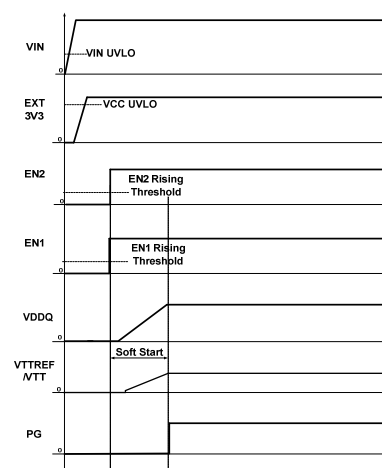 VIN
VIN UVLO
0
EXT
3V3
VCC UVLO
0
EN2
EN2 Rising
Threshold
0
EN1
EN1 Rising
Threshold
0
VDDQ
0
Soft Start
VTTREF
/VTT
0
PG
0